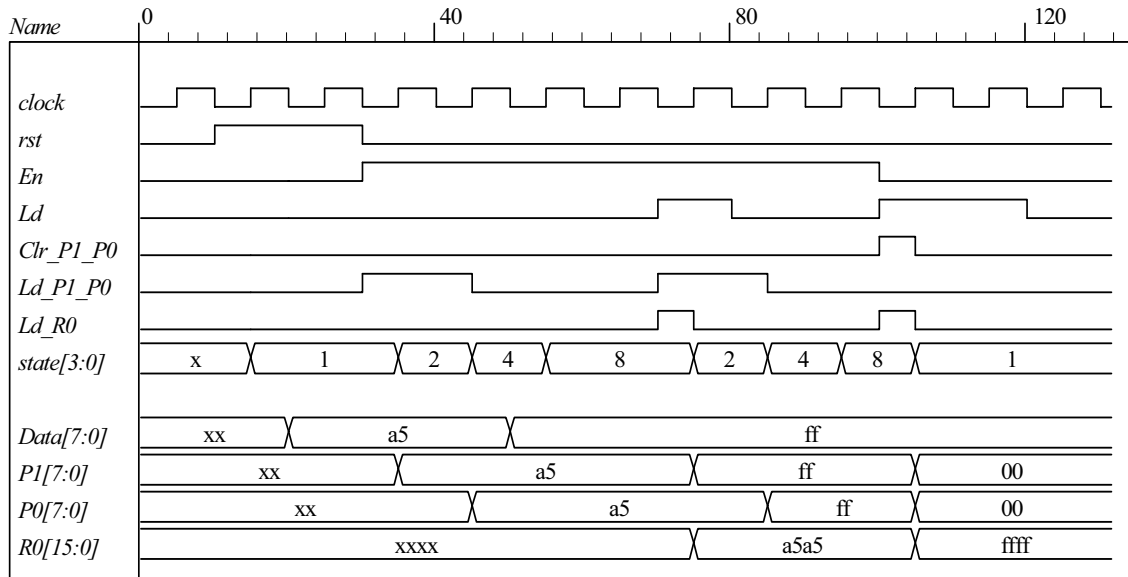 Name 0 40 80 120
clock
rst
En
Ld
Clr_P1_P0
Ld_P1_P0
Ld_R0
state[3:0] x 1 2 4 8 2 4 8 1
Data[7:0] xx a5 ff
P1[7:0] xx a5 ff 00
P0[7:0] xx a5 ff 00
R0[15:0] xxxx a5a5 ffff